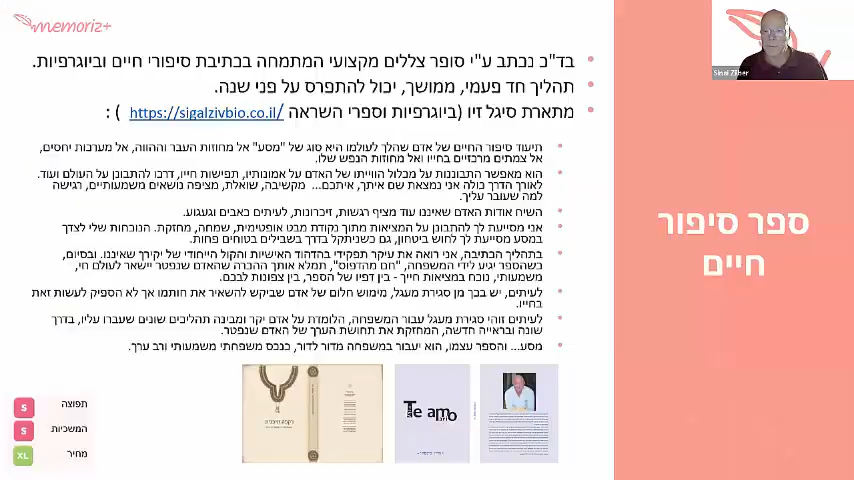 memoriz+
Sinai Zilber
ספר סיפור
חיים
בד"כ נכתב ע"י סופר צללים מקצועי המתמחה בכתיבת סיפורי חיים וביוגרפיות.
תהליך חד פעמי, ממושך, יכול להתפרס על פני שנה.
מתארת סיגל זיו (ביוגרפיות וספרי השראה https://sigalzivbio.co.il/ ) :
תיעוד סיפור החיים של אדם שהלך לעולמו היא סוג של "מסע" אל מחוזות העבר וההווה, אל מערבות יחסים,
אל צמתים מרכזיים בחייו ואל מחוזות הנפש שלו.
הוא מאפשר התבוננות על מכלול הווייתו של האדם על אמונותיו, תפישות חייו, דרכו להתבונן על העולם ועוד.
לאורך הדרך כולה אני נמצאת שם איתך, איתכם... מקשיבה, שואלת, מציפה נושאים משמעותיים, רגישה
למה שעובר עליך.
השיח אודות האדם שאיננו עוד מציף רגשות, זיכרונות, לעיתים כאבים וגעגוע.
אני מסייעת לך להתבונן על המציאות מתוך נקודת מבט אופטימית, שמחה, מחזקת. הנוכחות שלי לצדך
במסע מסייעת לך לחוש ביטחון, גם כשניתקל בדרך בשבילים בטוחים פחות.
בתהליך הכתיבה, אני רואה את עיקר תפקידי בהדהוד האישיות והקול הייחודי של יקירך שאיננו. ובסיום,
כשהספר יגיע לידי המשפחה, "חם מהדפוס", תמלא אותך ההכרה שהאדם שנפטר יישאר לעולם חי,
משמעותי, נוכח במציאות חייך - בין דפיו של הספר, בין צפונות לבכם.
לעיתים, יש בכך מן סגירת מעגל, מימוש חלום של אדם שביקש להשאיר את חותמו אך לא הספיק לעשות זאת
בחייו.
לעיתים זוהי סגירת מעגל עבור המשפחה, הלומדת על אדם יקר ומבינה תהליכים שונים שעברו עליו, בדרך
שונה ובראייה חדשה, המחזקת את תחושת הערך של האדם שנפטר.
מסע... והספר עצמו, הוא יעבור במשפחה מדור לדור, כנכס משפחתי משמעותי ורב ערך.
Te amo
תפוצה S
המשכיות S
מחיר XL